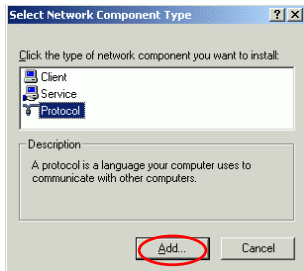 Select Network Component Type
Click the type of network component you want to install:
Client
Service
Protocol
Description
A protocol is a language your computer uses to
communicate with other computers.
Add...
Cancel